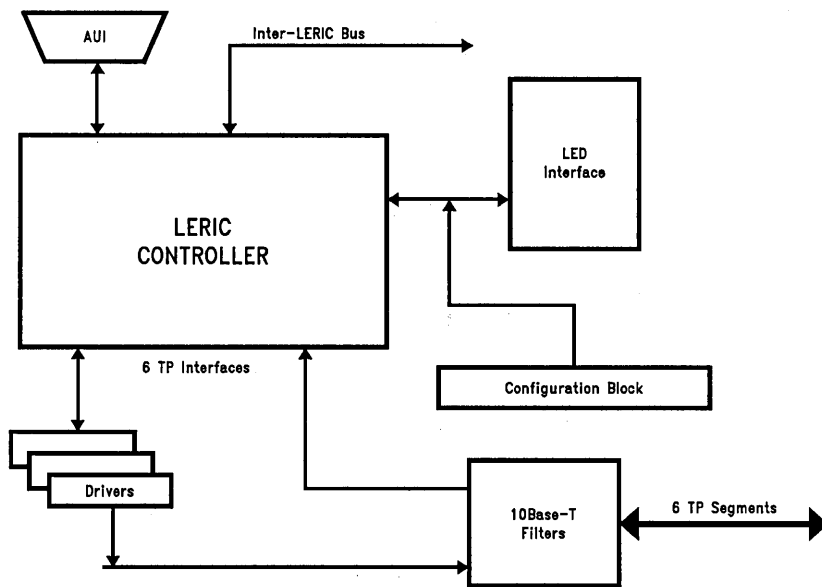 AUI
Inter-LERIC Bus
LED
Interface
LERIC
CONTROLLER
6 TP Interfaces
Configuration Block
Drivers
10Base-T
Filters
6 TP Segments